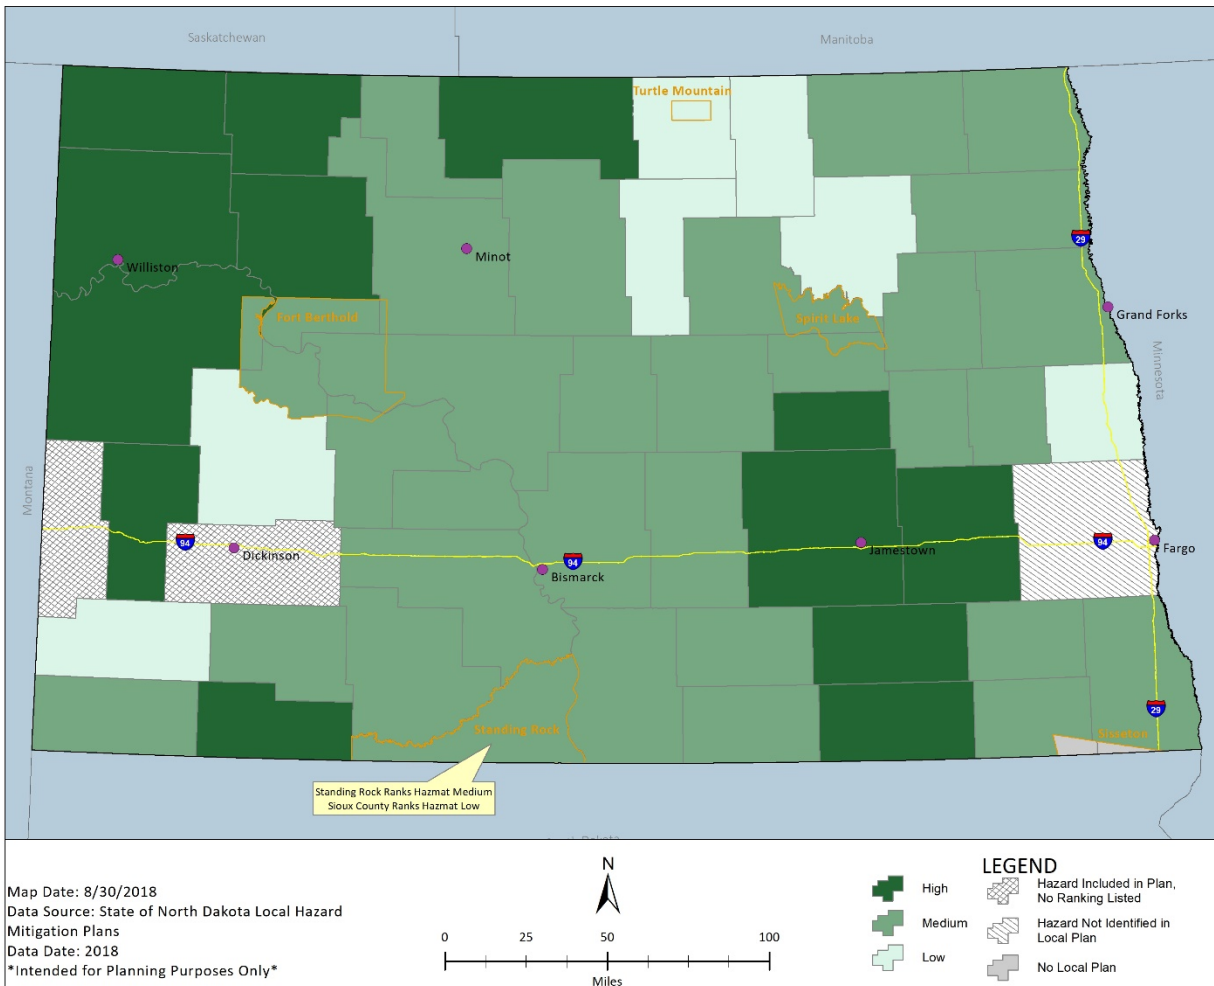 Saskatchewan
Manitoba
Turtle Mountain
29
Williston
Minot
Fort Berthold
Spirit Lake
Grand Forks
Minnesota
Montana
94
Dickinson
94
Bismarck
Jamestown
94
Fargo
29
Standing Rock
Sisseton
Standing Rock Ranks Hazmat Medium
Sioux County Ranks Hazmat Low
Map Date: 8/30/2018
Data Source: State of North Dakota Local Hazard
Mitigation Plans
Data Date: 2018
*Intended for Planning Purposes Only*
N
0 25 50 100
Miles
LEGEND
High
Medium
Low
Hazard Included in Plan,
No Ranking Listed
Hazard Not Identified in
Local Plan
No Local Plan